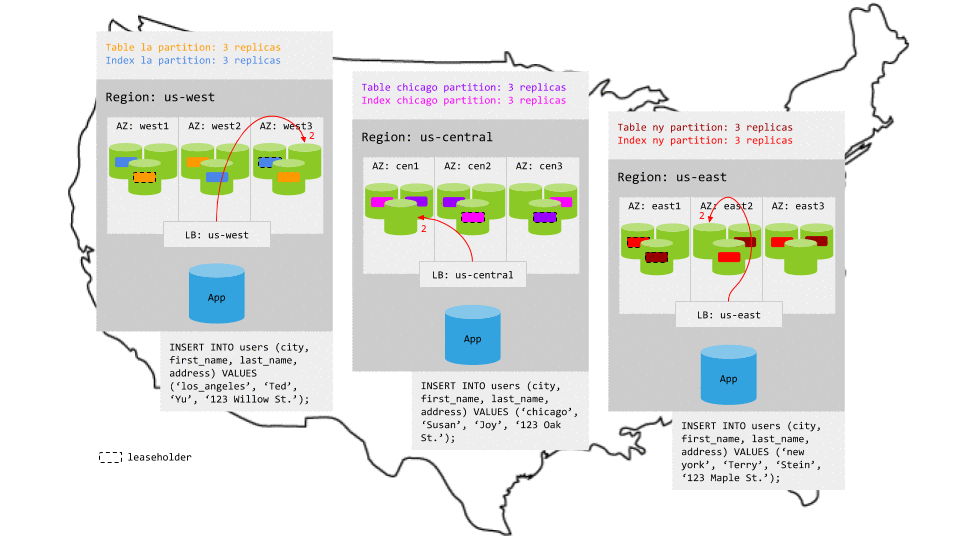 Table la partition: 3 replicas
Index la partition: 3 replicas
Region: us-west
AZ: west1
AZ: west2
AZ: west3
2
LB: us-west
App
INSERT INTO users (city,
first_name, last_name,
address) VALUES
(‘los_angeles’, ‘Ted’,
‘Yu’, ‘123 Willow St.’);
Table chicago partition: 3 replicas
Index chicago partition: 3 replicas
Region: us-central
AZ: cen1
AZ: cen2
AZ: cen3
2
LB: us-central
App
INSERT INTO users (city,
first_name, last_name,
address) VALUES (‘chicago’,
‘Susan’, ‘Joy’, ‘123 Oak
St.’);
Table ny partition: 3 replicas
Index ny partition: 3 replicas
Region: us-east
AZ: east1
AZ: east2
AZ: east3
2
LB: us-east
App
INSERT INTO users (city,
first_name, last_name,
address) VALUES (‘new
york’, ‘Terry’, ‘Stein’,
‘123 Maple St.’);
leaseholder